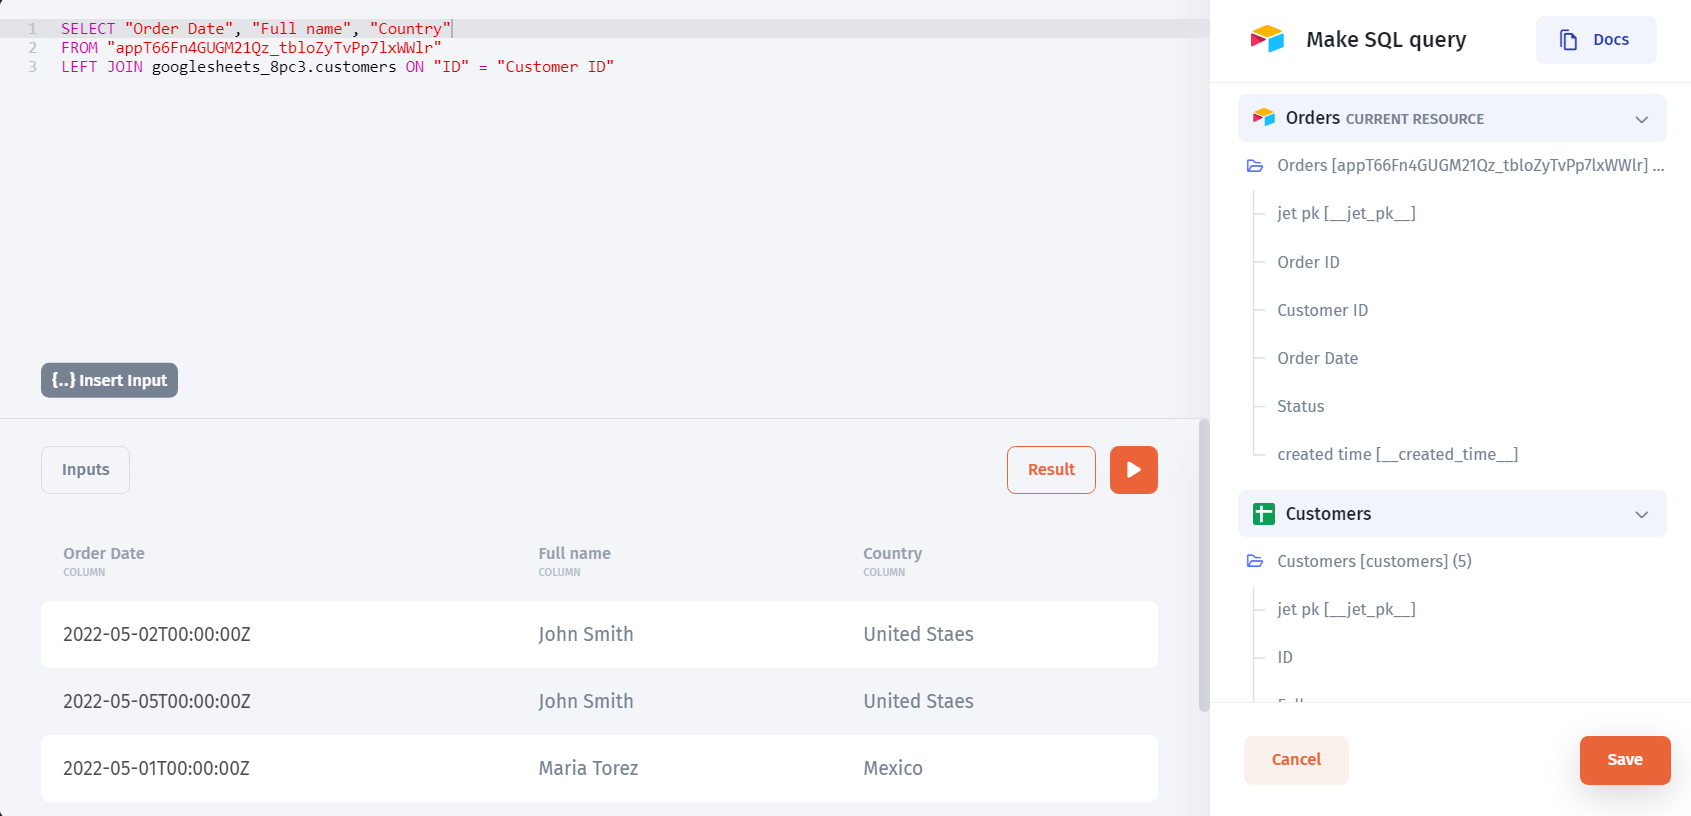 1 SELECT "Order Date", "Full name", "Country"
2 FROM "appT66Fn4GUGM21Qz_tbloZyTvPp7lxWWlr"
3 LEFT JOIN googlesheets_8pc3.customers ON "ID" = "Customer ID"
{..} Insert Input
Inputs
Result
Order Date Full name Country
COLUMN COLUMN COLUMN
2022-05-02T00:00:00Z John Smith United Staes
2022-05-05T00:00:00Z John Smith United Staes
2022-05-01T00:00:00Z Maria Torez Mexico
Make SQL query
Docs
Orders CURRENT RESOURCE
Orders [appT66Fn4GUGM21Qz_tbloZyTvPp7lxWWlr] ...
jet pk [__jet_pk__]
Order ID
Customer ID
Order Date
Status
created time [__created_time__]
Customers
Customers [customers] (5)
jet pk [__jet_pk__]
ID
Cancel
Save